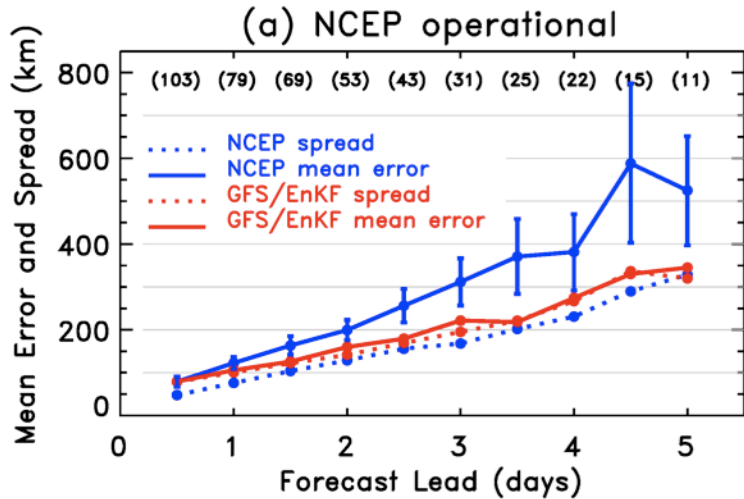 (a) NCEP operational
Mean Error and Spread (km)
800
600
400
200
0
(103) (79) (69) (53) (43) (31) (25) (22) (15) (11)
NCEP spread
NCEP mean error
GFS/EnKF spread
GFS/EnKF mean error
0 1 2 3 4 5
Forecast Lead (days)